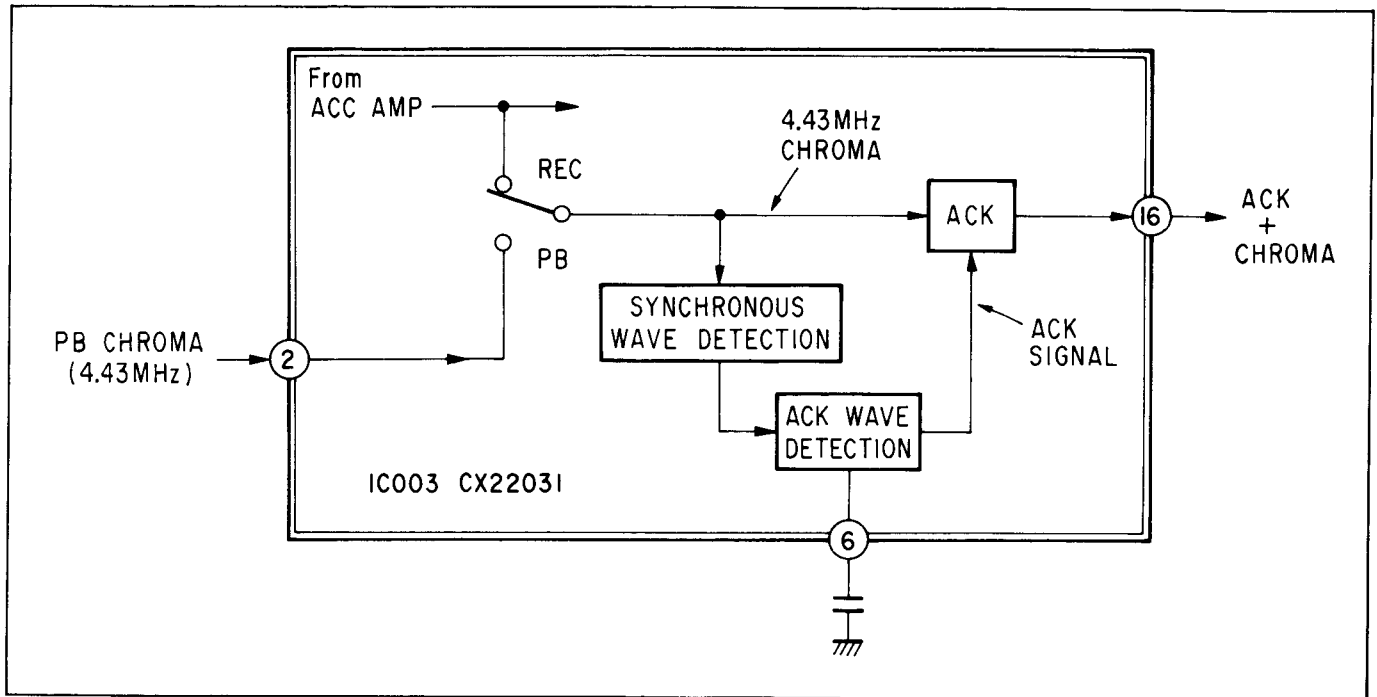 From
ACC AMP
REC
PB
4.43MHz
CHROMA
ACK
16
ACK
+
CHROMA
SYNCHRONOUS
WAVE DETECTION
ACK
SIGNAL
PB CHROMA
(4.43MHz)
2
ACK WAVE
DETECTION
IC003 CX22031
6